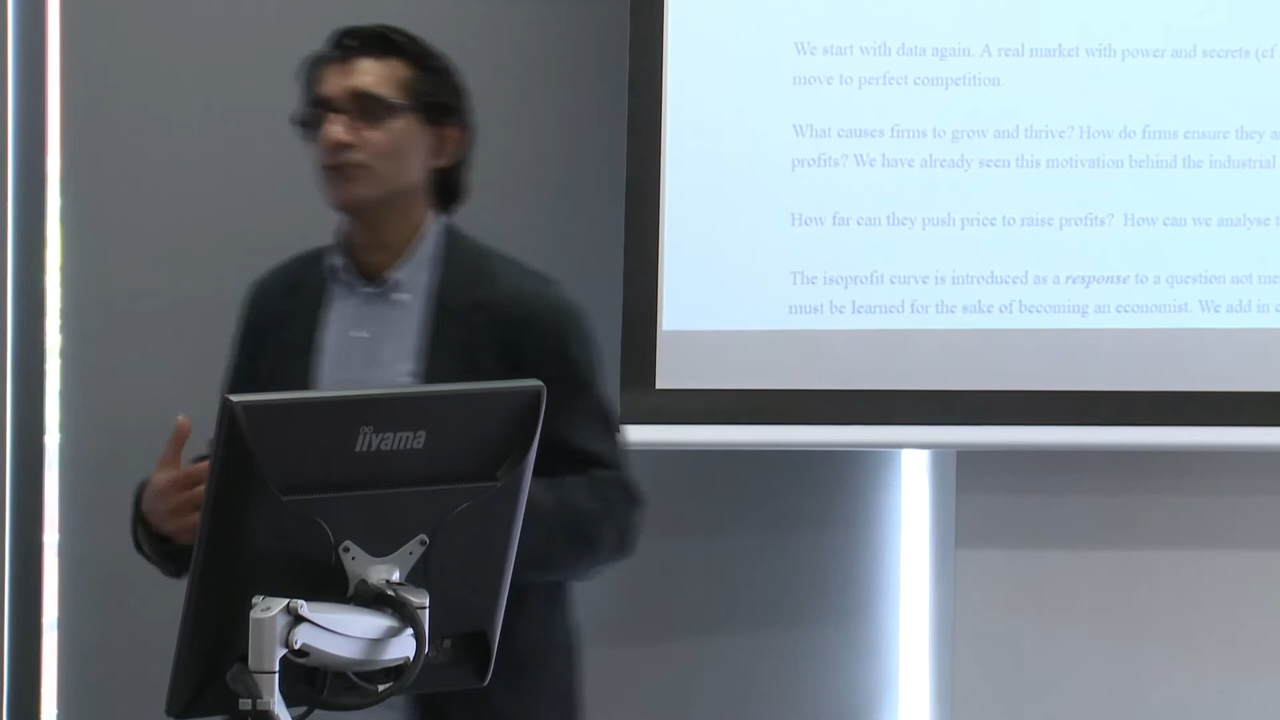 We start with data again. A real market with power and secrets (cf
move to perfect competition.
What causes firms to grow and thrive? How do firms ensure they a
profits? We have already seen this motivation behind the industrial
How far can they push price to raise profits? How can we analyse t
The isoprofit curve is introduced as a response to a question not me
must be learned for the sake of becoming an economist. We add in c
iiyama